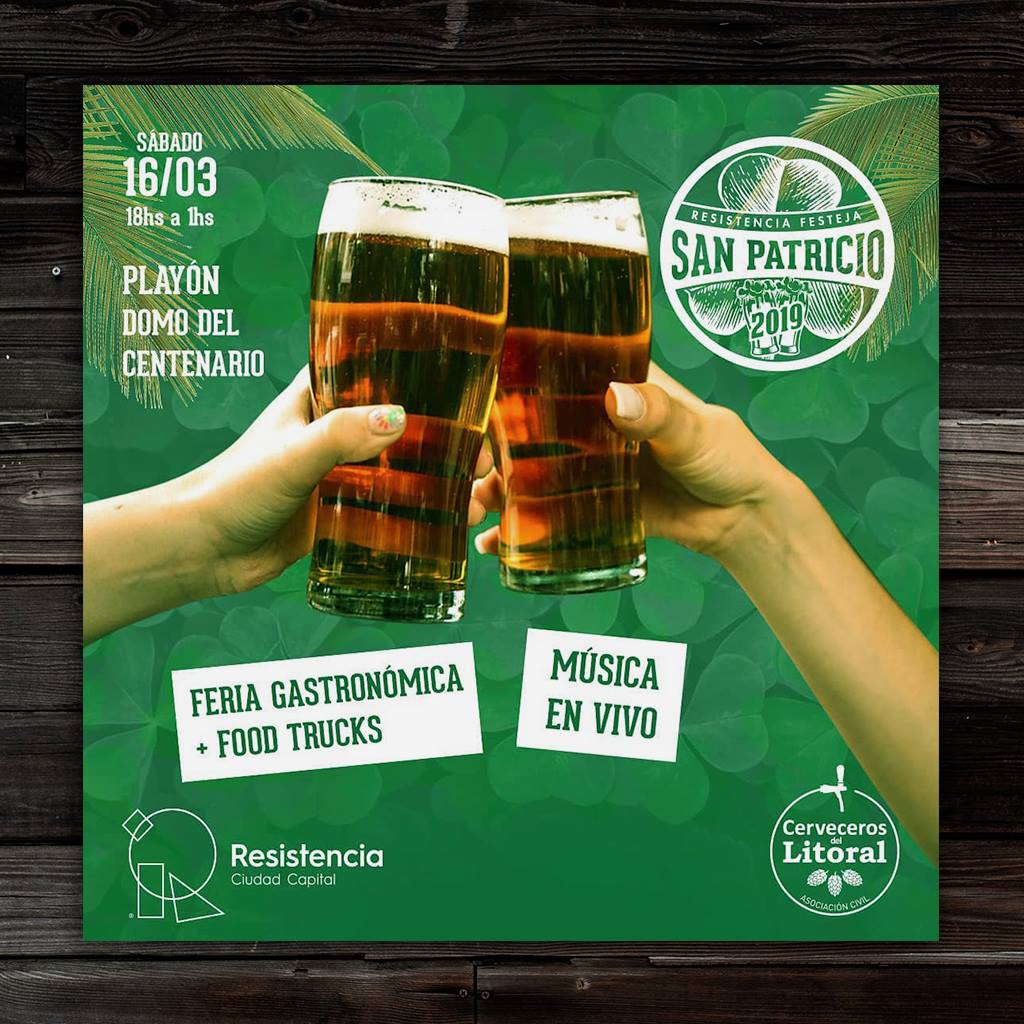 SÁBADO
16/03
18hs a 1hs
PLAYÓN
DOMO DEL
CENTENARIO
RESISTENCIA FESTEJA
SAN PATRICIO
2019
FERIA GASTRONÓMICA
+ FOOD TRUCKS
MÚSICA
EN VIVO
Resistencia
Ciudad Capital
®
Cerveceros
del
Litoral
ASOCIACIÓN CIVIL